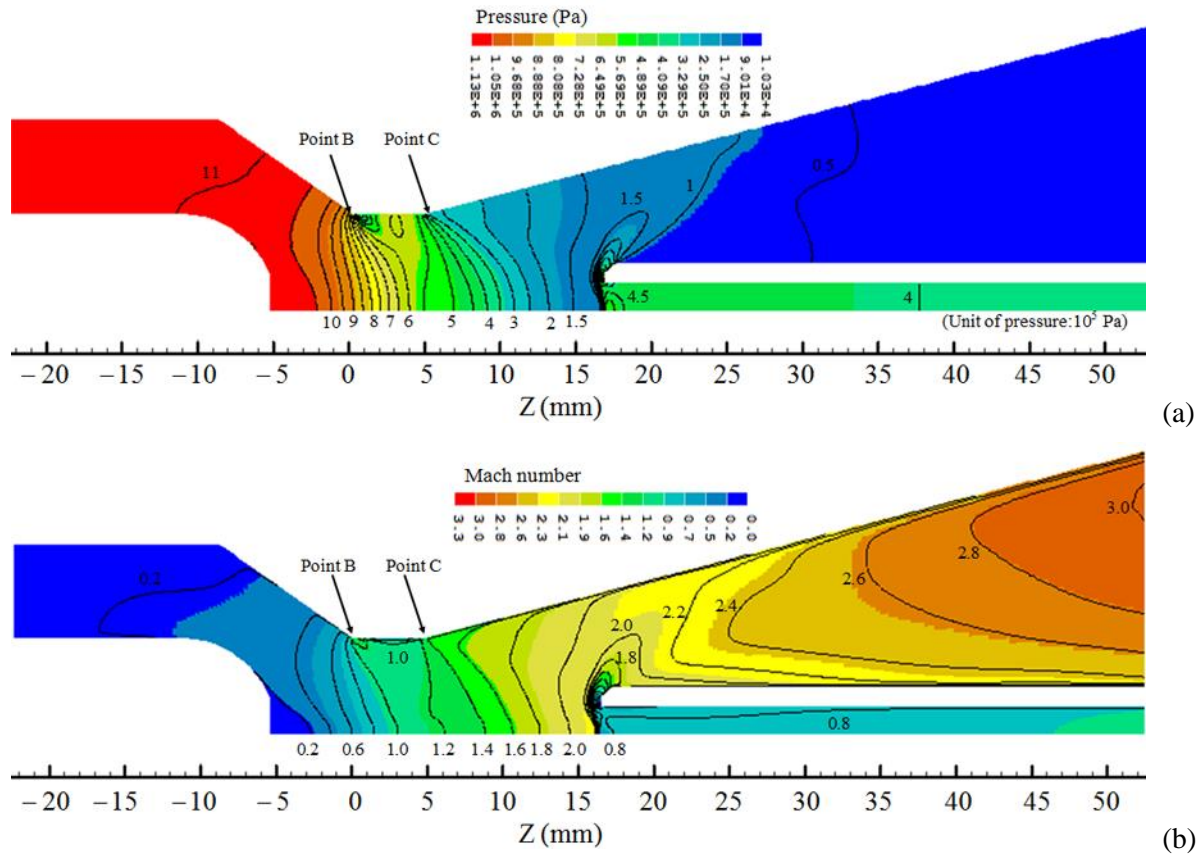 Pressure (Pa)
1.13E+6
1.05E+6
9.68E+5
8.88E+5
8.08E+5
7.28E+5
6.49E+5
5.69E+5
4.89E+5
4.09E+5
3.29E+5
2.50E+5
1.70E+5
9.01E+4
1.03E+4
Point B
Point C
11
1.5
1
0.5
4.5
4
10 9 8 7 6 5 4 3 2 1.5
(Unit of pressure:10⁵ Pa)
−20 −15 −10 −5 0 5 10 15 20 25 30 35 40 45 50
Z (mm)
(a)
Mach number
3.3
3.0
2.8
2.6
2.3
2.1
1.9
1.6
1.4
1.2
0.9
0.7
0.5
0.2
0.0
Point B
Point C
0.2
1.0
1.8
2.0
2.2
2.4
2.6
2.8
3.0
0.8
0.2 0.6 1.0 1.2 1.4 1.6 1.8 2.0 0.8
−20 −15 −10 −5 0 5 10 15 20 25 30 35 40 45 50
Z (mm)
(b)